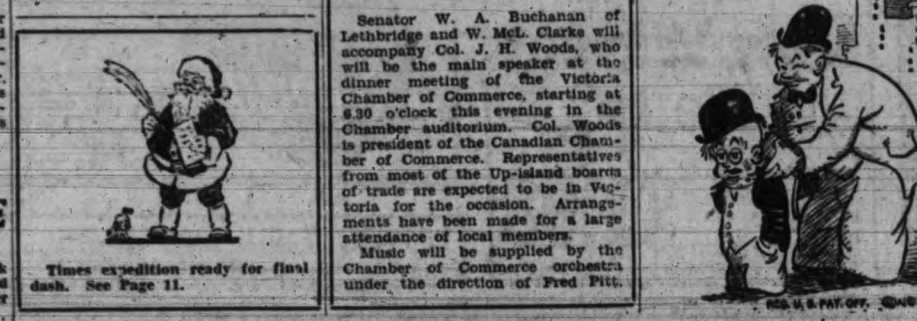 Times expedition ready for final
dash. See Page 11.
Senator W. A. Buchanan of
Lethbridge and W. McL. Clarke will
accompany Col. J. H. Woods, who
will be the main speaker at the
dinner meeting of the Victoria
Chamber of Commerce, starting at
6.30 o'clock this evening in the
Chamber auditorium. Col. Woods
is president of the Canadian Cham-
ber of Commerce. Representatives
from most of the Up-island boards
of trade are expected to be in Vic-
toria for the occasion. Arrange-
ments have been made for a large
attendance of local members.
Music will be supplied by the
Chamber of Commerce orchestra
under the direction of Fred Pitt.
REG. U. S. PAT. OFF.